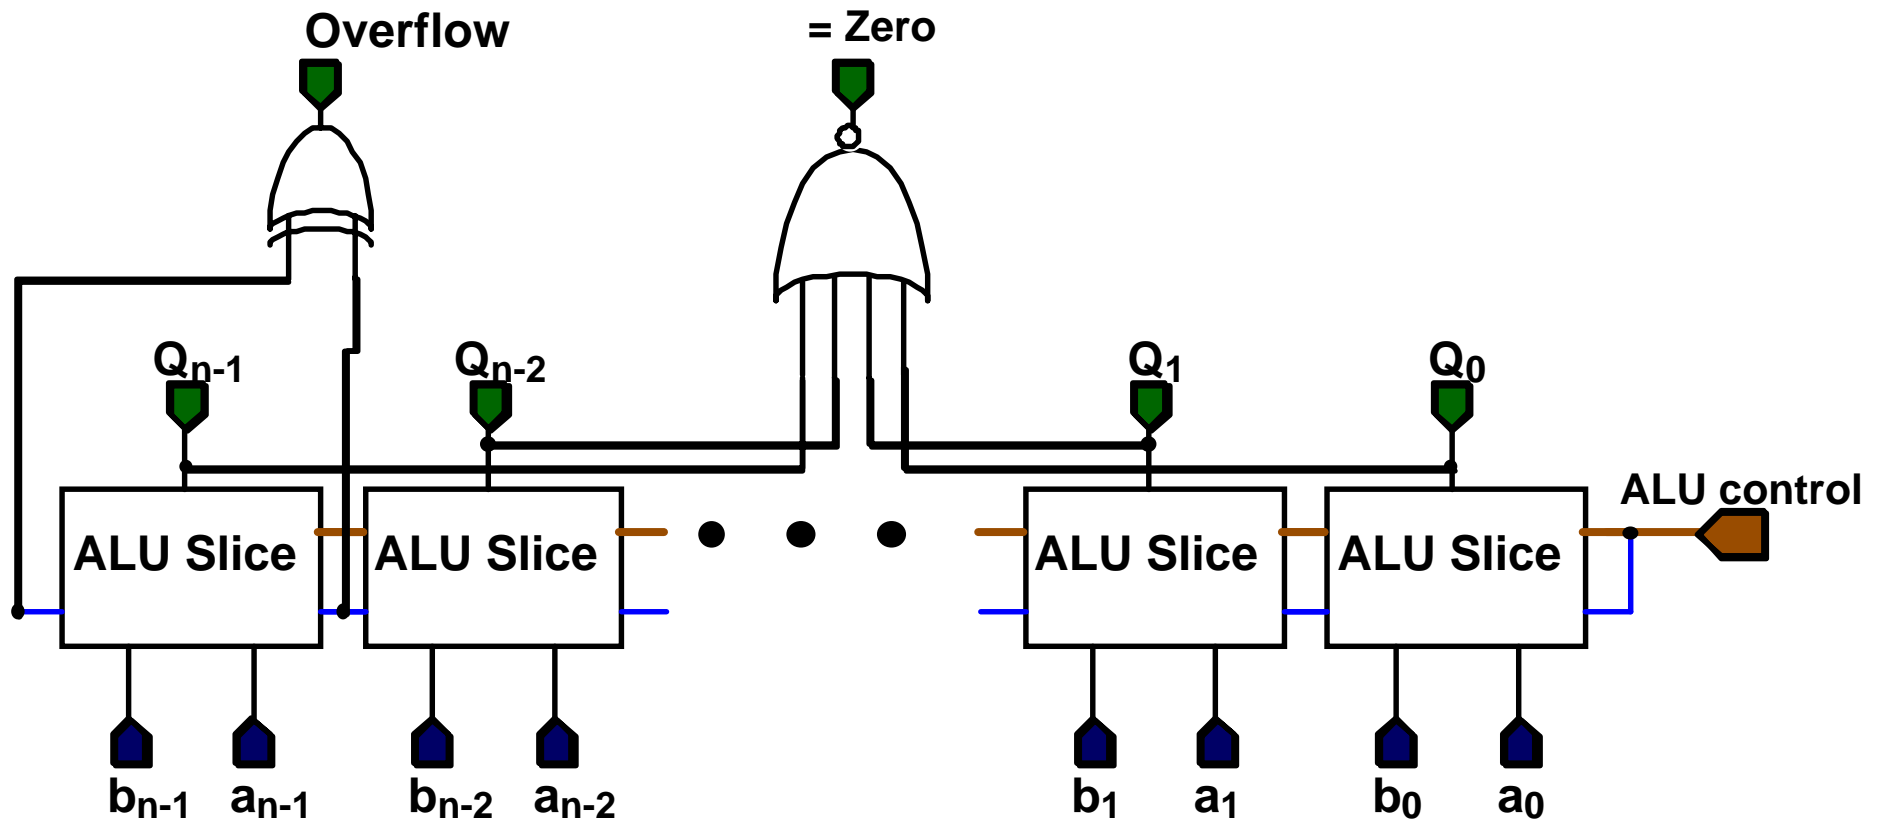 Overflow
= Zero
Qn-1
Qn-2
Q1
Q0
ALU control
ALU Slice
ALU Slice
ALU Slice
ALU Slice
bn-1
an-1
bn-2
an-2
b1
a1
b0
a0